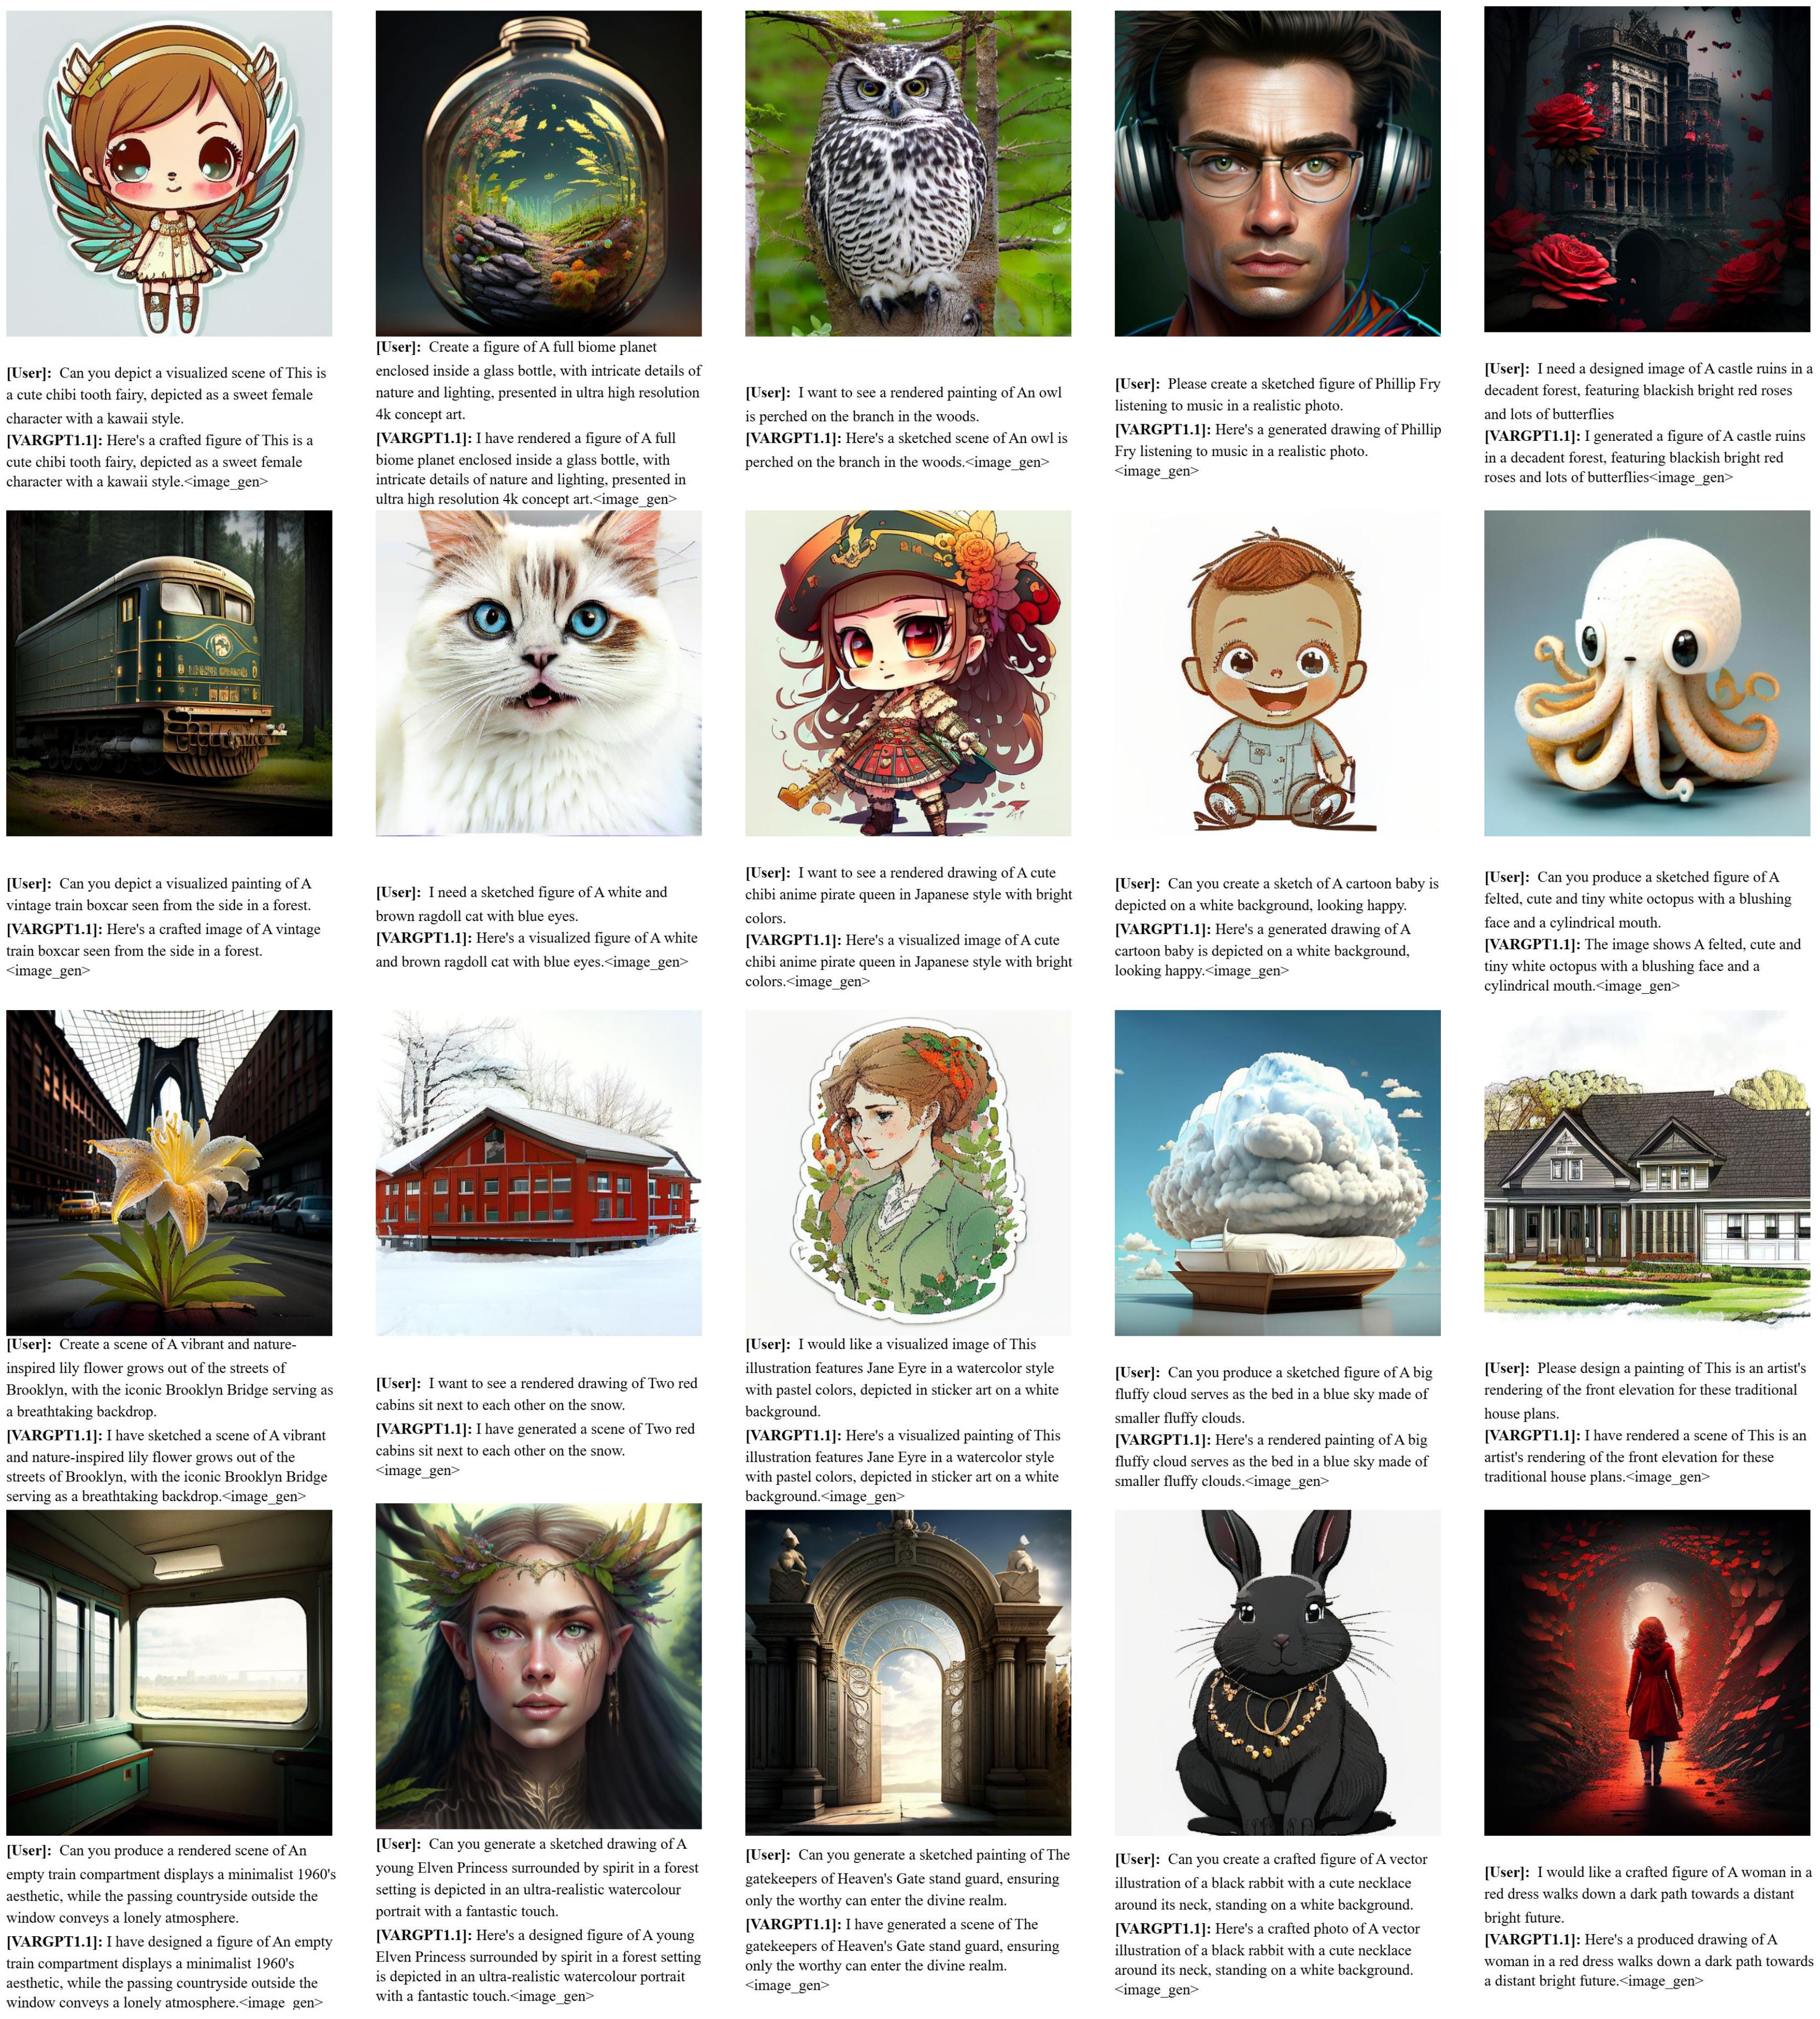 [User]: Can you depict a visualized scene of This is
a cute chibi tooth fairy, depicted as a sweet female
character with a kawaii style.
[VARGPT1.1]: Here's a crafted figure of This is a
cute chibi tooth fairy, depicted as a sweet female
character with a kawaii style.<image_gen>
[User]: Create a figure of A full biome planet
enclosed inside a glass bottle, with intricate details of
nature and lighting, presented in ultra high resolution
4k concept art.
[VARGPT1.1]: I have rendered a figure of A full
biome planet enclosed inside a glass bottle, with
intricate details of nature and lighting, presented in
ultra high resolution 4k concept art.<image_gen>
[User]: I want to see a rendered painting of An owl
is perched on the branch in the woods.
[VARGPT1.1]: Here's a sketched scene of An owl is
perched on the branch in the woods.<image_gen>
[User]: Please create a sketched figure of Phillip Fry
listening to music in a realistic photo.
[VARGPT1.1]: Here's a generated drawing of Phillip
Fry listening to music in a realistic photo.
<image_gen>
[User]: I need a designed image of A castle ruins in a
decadent forest, featuring blackish bright red roses
and lots of butterflies
[VARGPT1.1]: I generated a figure of A castle ruins
in a decadent forest, featuring blackish bright red
roses and lots of butterflies<image_gen>
[User]: Can you depict a visualized painting of A
vintage train boxcar seen from the side in a forest.
[VARGPT1.1]: Here's a crafted image of A vintage
train boxcar seen from the side in a forest.
<image_gen>
[User]: I need a sketched figure of A white and
brown ragdoll cat with blue eyes.
[VARGPT1.1]: Here's a visualized figure of A white
and brown ragdoll cat with blue eyes.<image_gen>
[User]: I want to see a rendered drawing of A cute
chibi anime pirate queen in Japanese style with bright
colors.
[VARGPT1.1]: Here's a visualized image of A cute
chibi anime pirate queen in Japanese style with bright
colors.<image_gen>
[User]: Can you create a sketch of A cartoon baby is
depicted on a white background, looking happy.
[VARGPT1.1]: Here's a generated drawing of A
cartoon baby is depicted on a white background,
looking happy.<image_gen>
[User]: Can you produce a sketched figure of A
felted, cute and tiny white octopus with a blushing
face and a cylindrical mouth.
[VARGPT1.1]: The image shows A felted, cute and
tiny white octopus with a blushing face and a
cylindrical mouth.<image_gen>
[User]: Create a scene of A vibrant and nature-
inspired lily flower grows out of the streets of
Brooklyn, with the iconic Brooklyn Bridge serving as
a breathtaking backdrop.
[VARGPT1.1]: I have sketched a scene of A vibrant
and nature-inspired lily flower grows out of the
streets of Brooklyn, with the iconic Brooklyn Bridge
serving as a breathtaking backdrop.<image_gen>
[User]: I want to see a rendered drawing of Two red
cabins sit next to each other on the snow.
[VARGPT1.1]: I have generated a scene of Two red
cabins sit next to each other on the snow.
<image_gen>
[User]: I would like a visualized image of This
illustration features Jane Eyre in a watercolor style
with pastel colors, depicted in sticker art on a white
background.
[VARGPT1.1]: Here's a visualized painting of This
illustration features Jane Eyre in a watercolor style
with pastel colors, depicted in sticker art on a white
background.<image_gen>
[User]: Can you produce a sketched figure of A big
fluffy cloud serves as the bed in a blue sky made of
smaller fluffy clouds.
[VARGPT1.1]: Here's a rendered painting of A big
fluffy cloud serves as the bed in a blue sky made of
smaller fluffy clouds.<image_gen>
[User]: Please design a painting of This is an artist's
rendering of the front elevation for these traditional
house plans.
[VARGPT1.1]: I have rendered a scene of This is an
artist's rendering of the front elevation for these
traditional house plans.<image_gen>
[User]: Can you produce a rendered scene of An
empty train compartment displays a minimalist 1960's
aesthetic, while the passing countryside outside the
window conveys a lonely atmosphere.
[VARGPT1.1]: I have designed a figure of An empty
train compartment displays a minimalist 1960's
aesthetic, while the passing countryside outside the
window conveys a lonely atmosphere.<image_gen>
[User]: Can you generate a sketched drawing of A
young Elven Princess surrounded by spirit in a forest
setting is depicted in an ultra-realistic watercolour
portrait with a fantastic touch.
[VARGPT1.1]: Here's a designed figure of A young
Elven Princess surrounded by spirit in a forest setting
is depicted in an ultra-realistic watercolour portrait
with a fantastic touch.<image_gen>
[User]: Can you generate a sketched painting of The
gatekeepers of Heaven's Gate stand guard, ensuring
only the worthy can enter the divine realm.
[VARGPT1.1]: I have generated a scene of The
gatekeepers of Heaven's Gate stand guard, ensuring
only the worthy can enter the divine realm.
<image_gen>
[User]: Can you create a crafted figure of A vector
illustration of a black rabbit with a cute necklace
around its neck, standing on a white background.
[VARGPT1.1]: Here's a crafted photo of A vector
illustration of a black rabbit with a cute necklace
around its neck, standing on a white background.
<image_gen>
[User]: I would like a crafted figure of A woman in a
red dress walks down a dark path towards a distant
bright future.
[VARGPT1.1]: Here's a produced drawing of A
woman in a red dress walks down a dark path towards
a distant bright future.<image_gen>